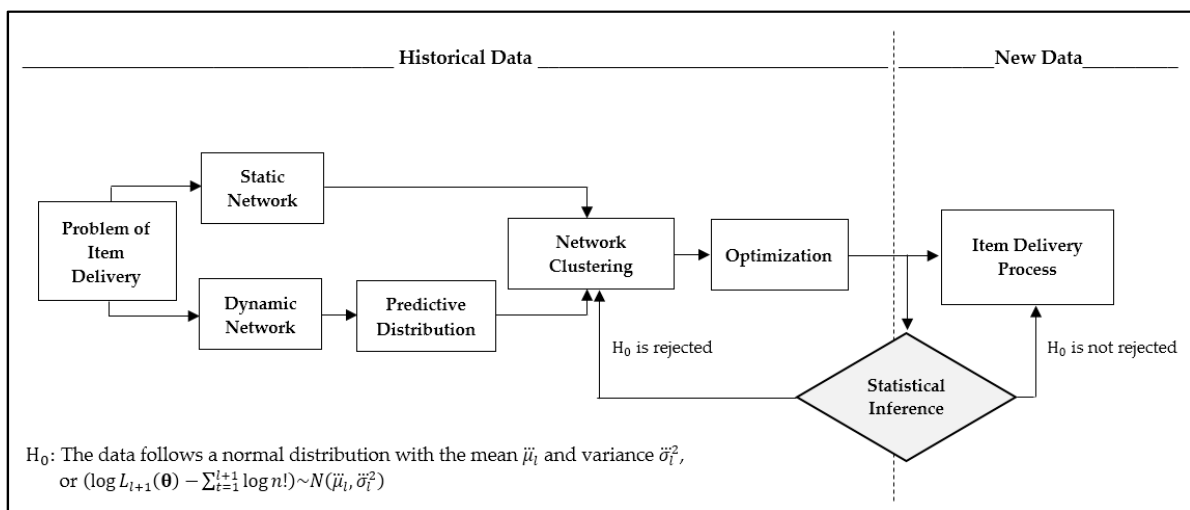 Historical Data
New Data
Static
Network
Problem of
Item
Delivery
Dynamic
Network
Predictive
Distribution
Network
Clustering
Optimization
Item Delivery
Process
H₀ is rejected
H₀ is not rejected
Statistical
Inference
H₀: The data follows a normal distribution with the mean μ̈ₗ and variance σ̈ₗ²,
or (log Lₗ₊₁(θ) − ∑ₜ₌₁ˡ⁺¹ log n!)~N(μ̈ₗ, σ̈ₗ²)